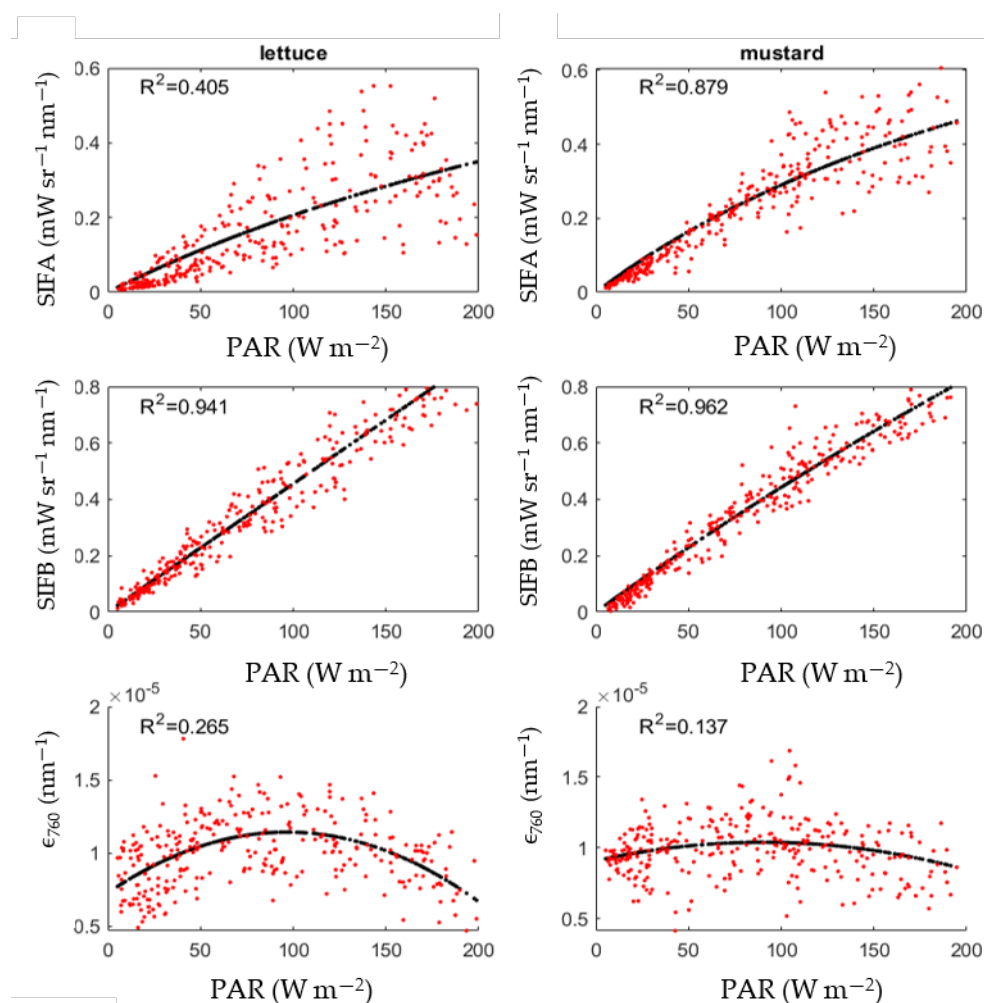 lettuce
R²=0.405
0.6
0.4
0.2
0
SIFA (mW sr⁻¹ nm⁻¹)
0 50 100 150 200
PAR (W m⁻²)
mustard
R²=0.879
0.6
0.4
0.2
0
SIFA (mW sr⁻¹ nm⁻¹)
0 50 100 150 200
PAR (W m⁻²)
R²=0.941
0.8
0.6
0.4
0.2
0
SIFB (mW sr⁻¹ nm⁻¹)
0 50 100 150 200
PAR (W m⁻²)
R²=0.962
0.8
0.6
0.4
0.2
0
SIFB (mW sr⁻¹ nm⁻¹)
0 50 100 150 200
PAR (W m⁻²)
×10⁻⁵
R²=0.265
2
1.5
1
0.5
ϵ₇₆₀ (nm⁻¹)
0 50 100 150 200
PAR (W m⁻²)
×10⁻⁵
R²=0.137
2
1.5
1
0.5
ϵ₇₆₀ (nm⁻¹)
0 50 100 150 200
PAR (W m⁻²)